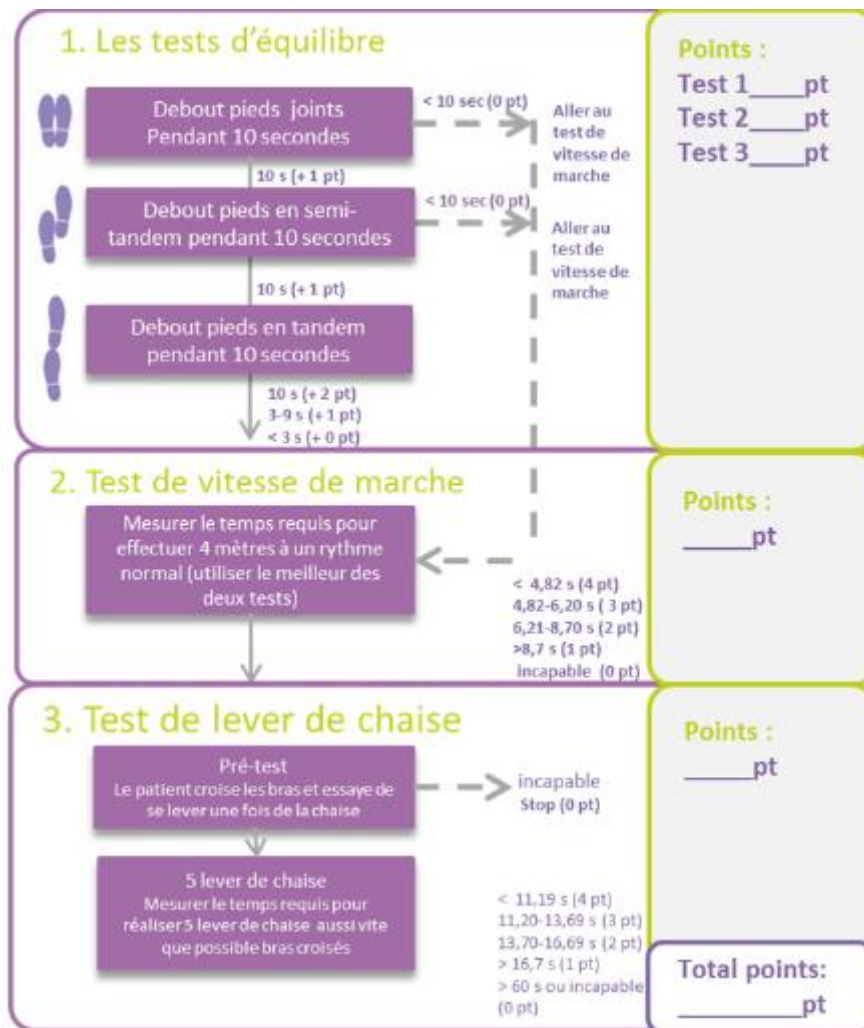 1. Les tests d'équilibre
Debout pieds joints
Pendant 10 secondes
< 10 sec (0 pt)
Aller au
test de
vitesse de
marche
10 s (+ 1 pt)
Debout pieds en semi-
tandem pendant 10 secondes
< 10 sec (0 pt)
Aller au
test de
vitesse de
marche
10 s (+ 1 pt)
Debout pieds en tandem
pendant 10 secondes
10 s (+ 2 pt)
3-9 s (+ 1 pt)
< 3 s (+ 0 pt)
Points :
Test 1____pt
Test 2____pt
Test 3____pt
2. Test de vitesse de marche
Mesurer le temps requis pour
effectuer 4 mètres à un rythme
normal (utiliser le meilleur des
deux tests)
< 4,82 s (4 pt)
4,82-6,20 s ( 3 pt)
6,21-8,70 s (2 pt)
>8,7 s (1 pt)
incapable (0 pt)
Points :
_____pt
3. Test de lever de chaise
Pré-test
Le patient croise les bras et essaye de
se lever une fois de la chaise
incapable
Stop (0 pt)
5 lever de chaise
Mesurer le temps requis pour
réaliser 5 lever de chaise aussi vite
que possible bras croisés
< 11,19 s (4 pt)
11,20-13,69 s (3 pt)
13,70-16,69 s (2 pt)
> 16,7 s (1 pt)
> 60 s ou incapable
(0 pt)
Points :
_____pt
Total points:
________pt